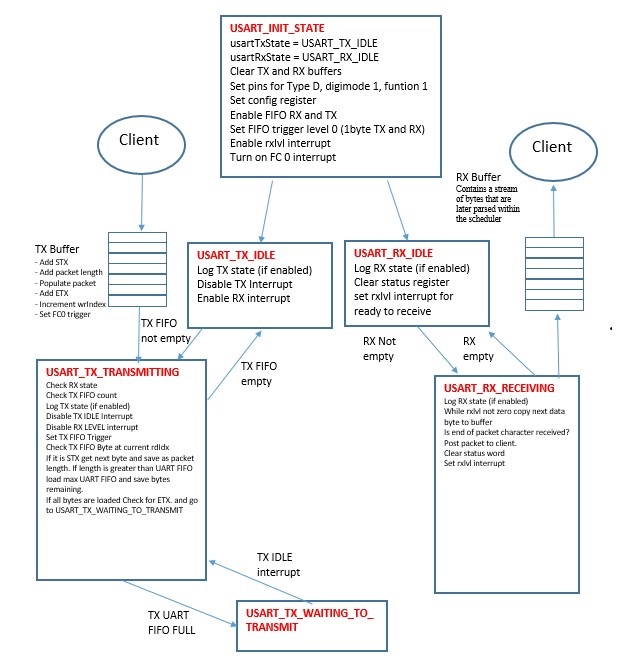 USART_INIT_STATE
usartTxState = USART_TX_IDLE
usartRxState = USART_RX_IDLE
Clear TX and RX buffers
Set pins for Type D, digimode 1, funtion 1
Set config register
Enable FIFO RX and TX
Set FIFO trigger level 0 (1byte TX and RX)
Enable rxlvl interrupt
Turn on FC 0 interrupt
Client
Client
RX Buffer
Contains a stream
of bytes that are
later parsed within
the scheduler
TX Buffer
- Add STX
- Add packet length
- Populate packet
- Add ETX
- Increment wrIndex
- Set FC0 trigger
USART_TX_IDLE
Log TX state (if enabled)
Disable TX Interrupt
Enable RX interrupt
USART_RX_IDLE
Log RX state (if enabled)
Clear status register
set rxlvl interrupt for
ready to receive
TX FIFO
not empty
TX FIFO
empty
RX Not
empty
RX
empty
USART_TX_TRANSMITTING
Check RX state
Check TX FIFO count
Log TX state (if enabled)
Disable TX IDLE Interrupt
Disable RX LEVEL interrupt
Set TX FIFO Trigger
Check TX FIFO Byte at current rdIdx
If it is STX get next byte and save as packet
length. If length is greater than UART FIFO
load max UART FIFO and save bytes
remaining.
If all bytes are loaded Check for ETX. and go
to USART_TX_WAITING_TO_TRANSMIT
USART_RX_RECEIVING
Log RX state (if enabled)
While rxlvl not zero copy next data
byte to buffer
Is end of packet character received?
Post packet to client.
Clear status word
Set rxlvl interrupt
TX IDLE
interrupt
TX UART
FIFO FULL
USART_TX_WAITING_TO_
TRANSMIT